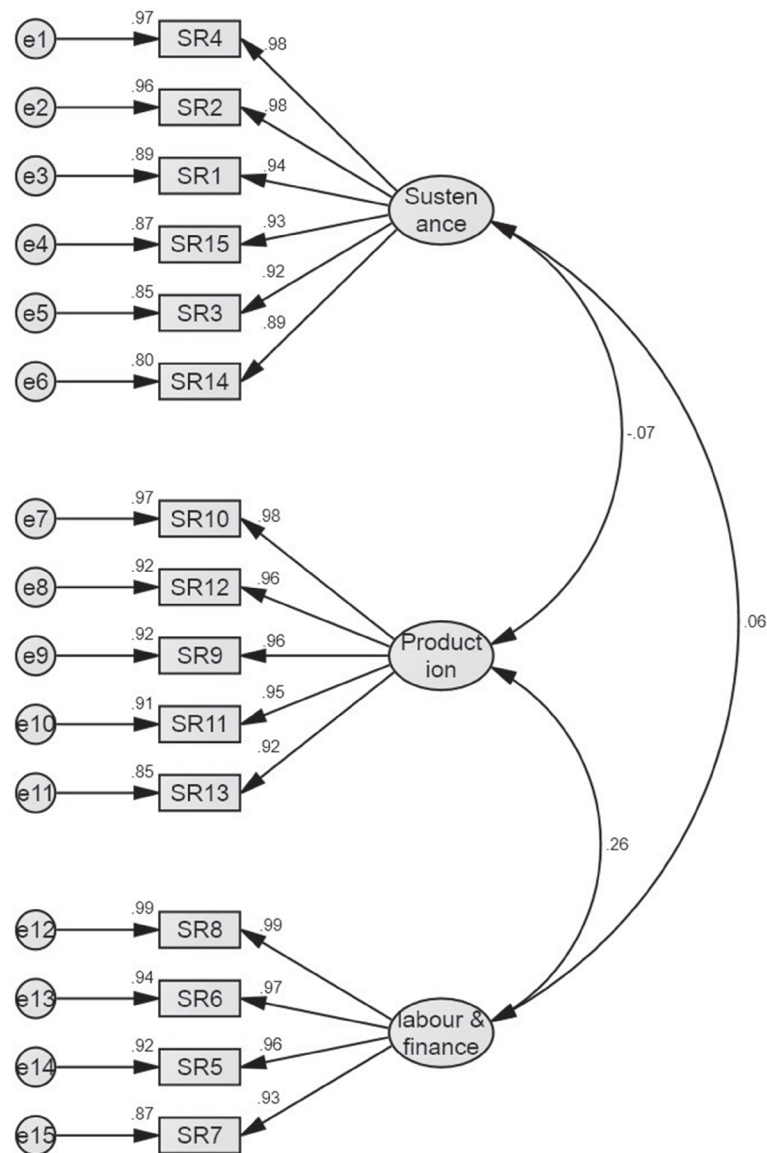 .97
e1
SR4
.98
.96
e2
SR2
.98
.89
e3
SR1
.94
.87
e4
SR15
.93
.85
e5
SR3
.92
.80
e6
SR14
.89
Susten
ance
-.07
.06
.97
e7
SR10
.98
.92
e8
SR12
.96
.92
e9
SR9
.96
.91
e10
SR11
.95
.85
e11
SR13
.92
Product
ion
.26
.99
e12
SR8
.99
.94
e13
SR6
.97
.92
e14
SR5
.96
.87
e15
SR7
.93
labour &
finance